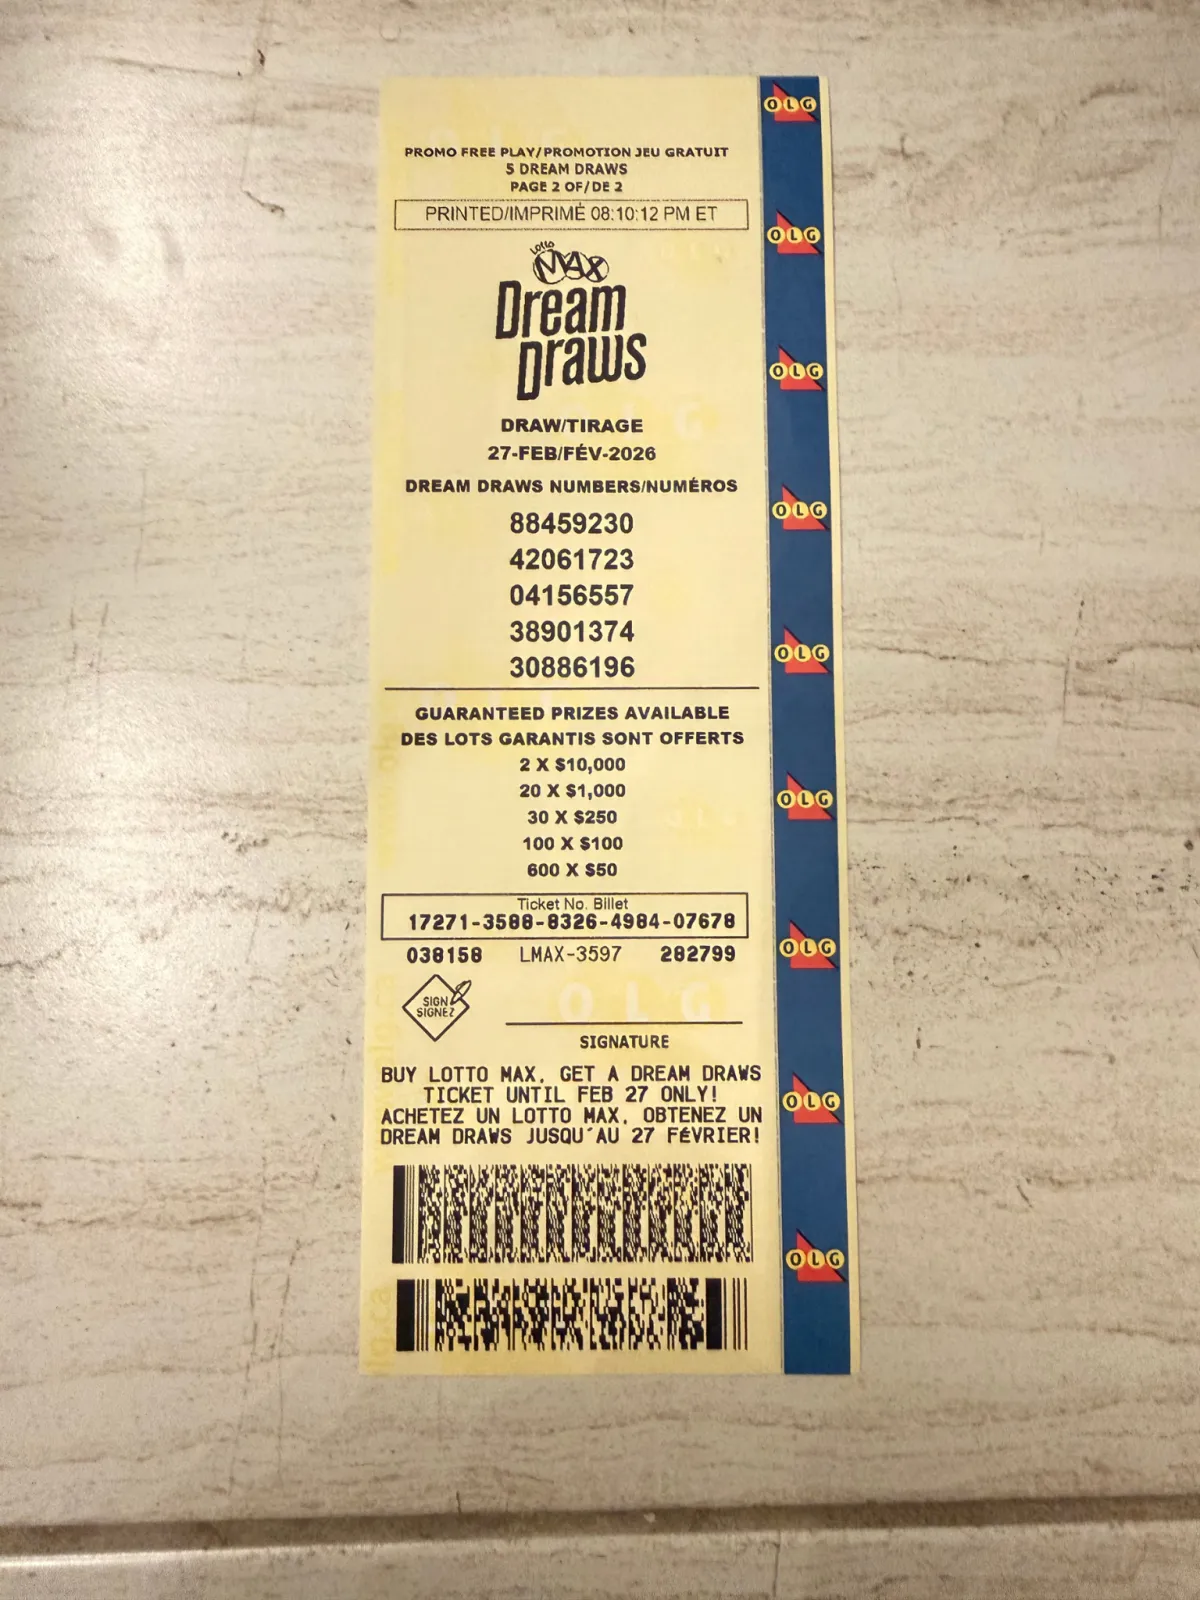 PROMO FREE PLAY/PROMOTION JEU GRATUIT
5 DREAM DRAWS
PAGE 2 OF/DE 2
PRINTED/IMPRIMÉ 08:10:12 PM ET
LOTTO
MAX
Dream
Draws
DRAW/TIRAGE
27-FEB/FÉV-2026
DREAM DRAWS NUMBERS/NUMÉROS
88459230
42061723
04156557
38901374
30886196
GUARANTEED PRIZES AVAILABLE
DES LOTS GARANTIS SONT OFFERTS
2 X $10,000
20 X $1,000
30 X $250
100 X $100
600 X $50
Ticket No. Billet
17271-3588-8326-4984-07678
038158 LMAX-3597 282799
SIGN
SIGNEZ
SIGNATURE
BUY LOTTO MAX, GET A DREAM DRAWS
TICKET UNTIL FEB 27 ONLY!
ACHETEZ UN LOTTO MAX, OBTENEZ UN
DREAM DRAWS JUSQU'AU 27 FÉVRIER!
OLG
OLG
OLG
OLG
OLG
OLG
OLG
OLG
OLG